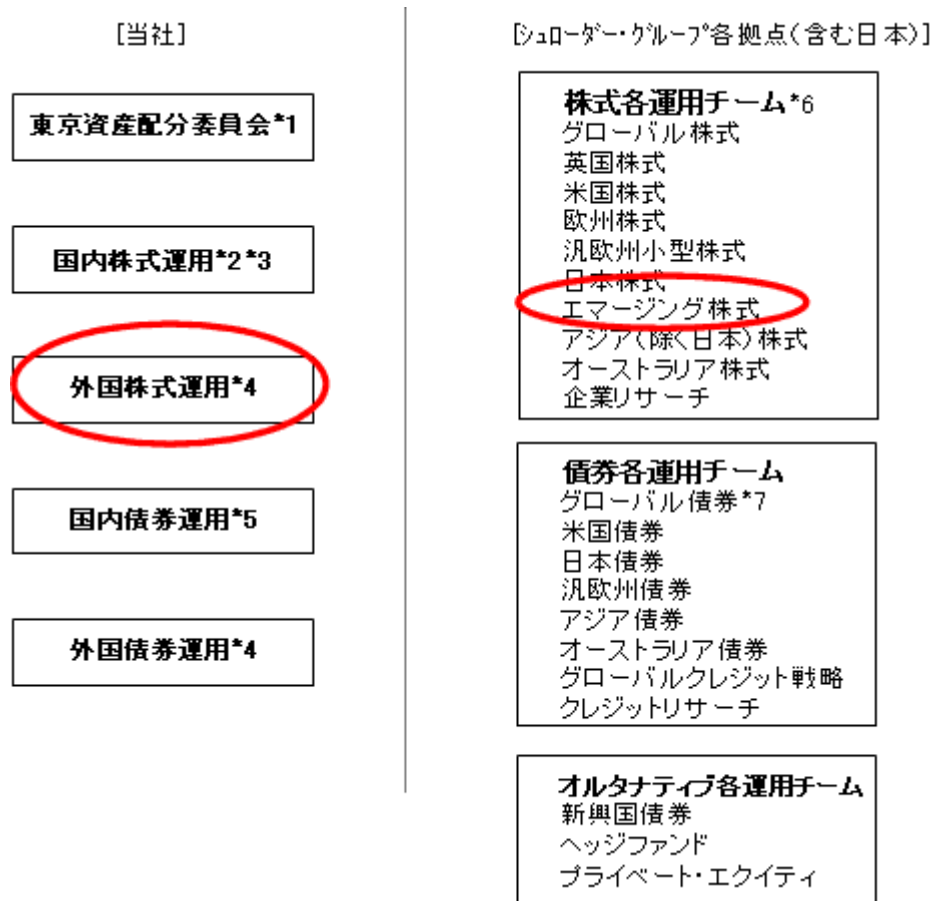 [当社]
東京資産配分委員会*1
国内株式運用*2*3
外国株式運用*4
国内債券運用*5
外国債券運用*4
[シュローダー・グループ各拠点(含む日本)]
株式各運用チーム*6
グローバル株式
英国株式
米国株式
欧州株式
汎欧州小型株式
日本株式
エマージング株式
アジア(除く日本)株式
オーストラリア株式
企業リサーチ
債券各運用チーム
グローバル債券*7
米国債券
日本債券
汎欧州債券
アジア債券
オーストラリア債券
グローバルクレジット戦略
クレジットリサーチ
オルタナティブ各運用チーム
新興国債券
ヘッジファンド
プライベート・エクイティ